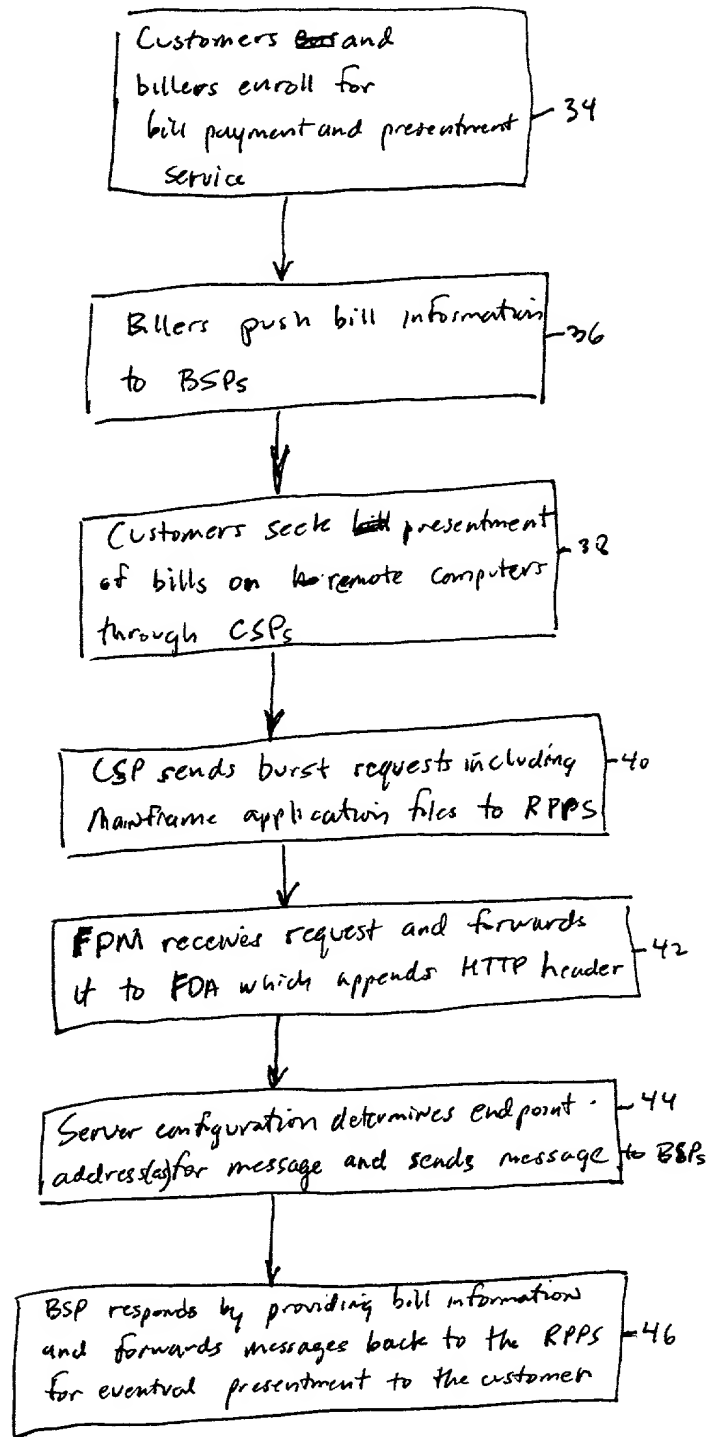 Customers and
billers enroll for
bill payment and presentment
service
34
Billers push bill information
to BSPs
36
Customers seek presentment
of bills on remote computers
through CSPs
38
CSP sends burst requests including
Mainframe application files to RPPS
40
FDM receives request and forwards
it to FDA which appends HTTP header
42
Server configuration determines endpoint
address(es) for message and sends message to BSPs
44
BSP responds by providing bill information
and forwards messages back to the RPPS
for eventual presentment to the customer
46